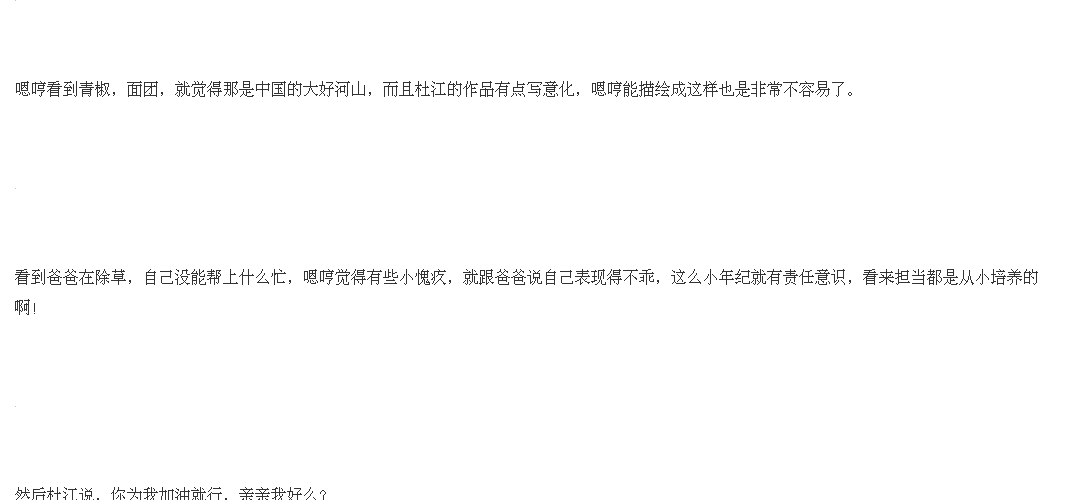 嗯哼看到青椒，面团，就觉得那是中国的大好河山，而且杜江的作品有点写意化，嗯哼能描绘成这样也是非常不容易了。
看到爸爸在除草，自己没能帮上什么忙，嗯哼觉得有些小愧疚，就跟爸爸说自己表现得不乖，这么小年纪就有责任意识，看来担当都是从小培养的
啊！
然后杜江说，你为我加油就行，亲亲我好么？